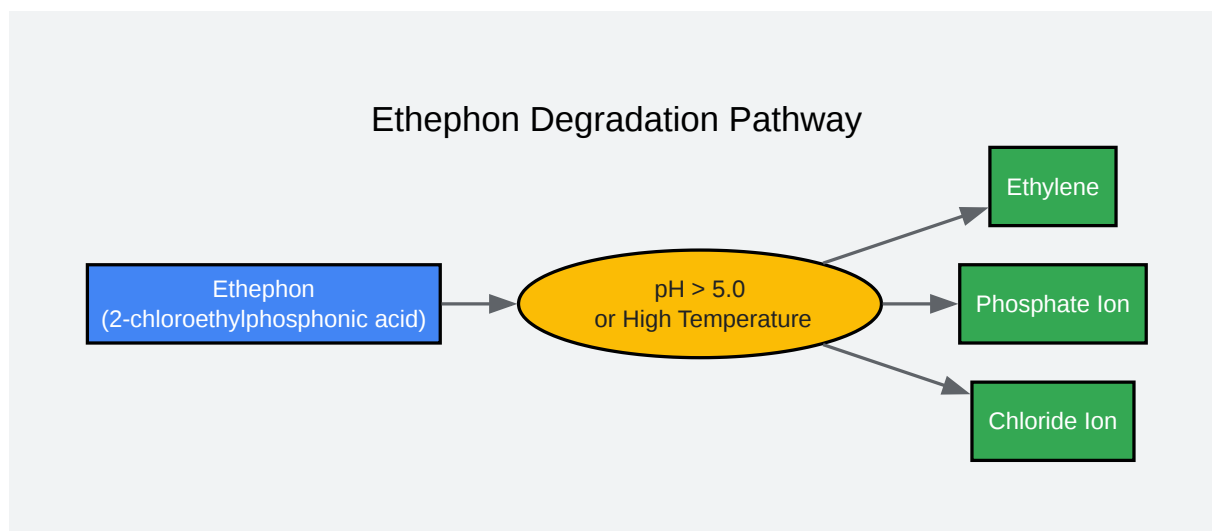 Ethephon Degradation Pathway
Ethylene
Ethephon
(2-chloroethylphosphonic acid)
pH > 5.0
or High Temperature
Phosphate Ion
Chloride Ion